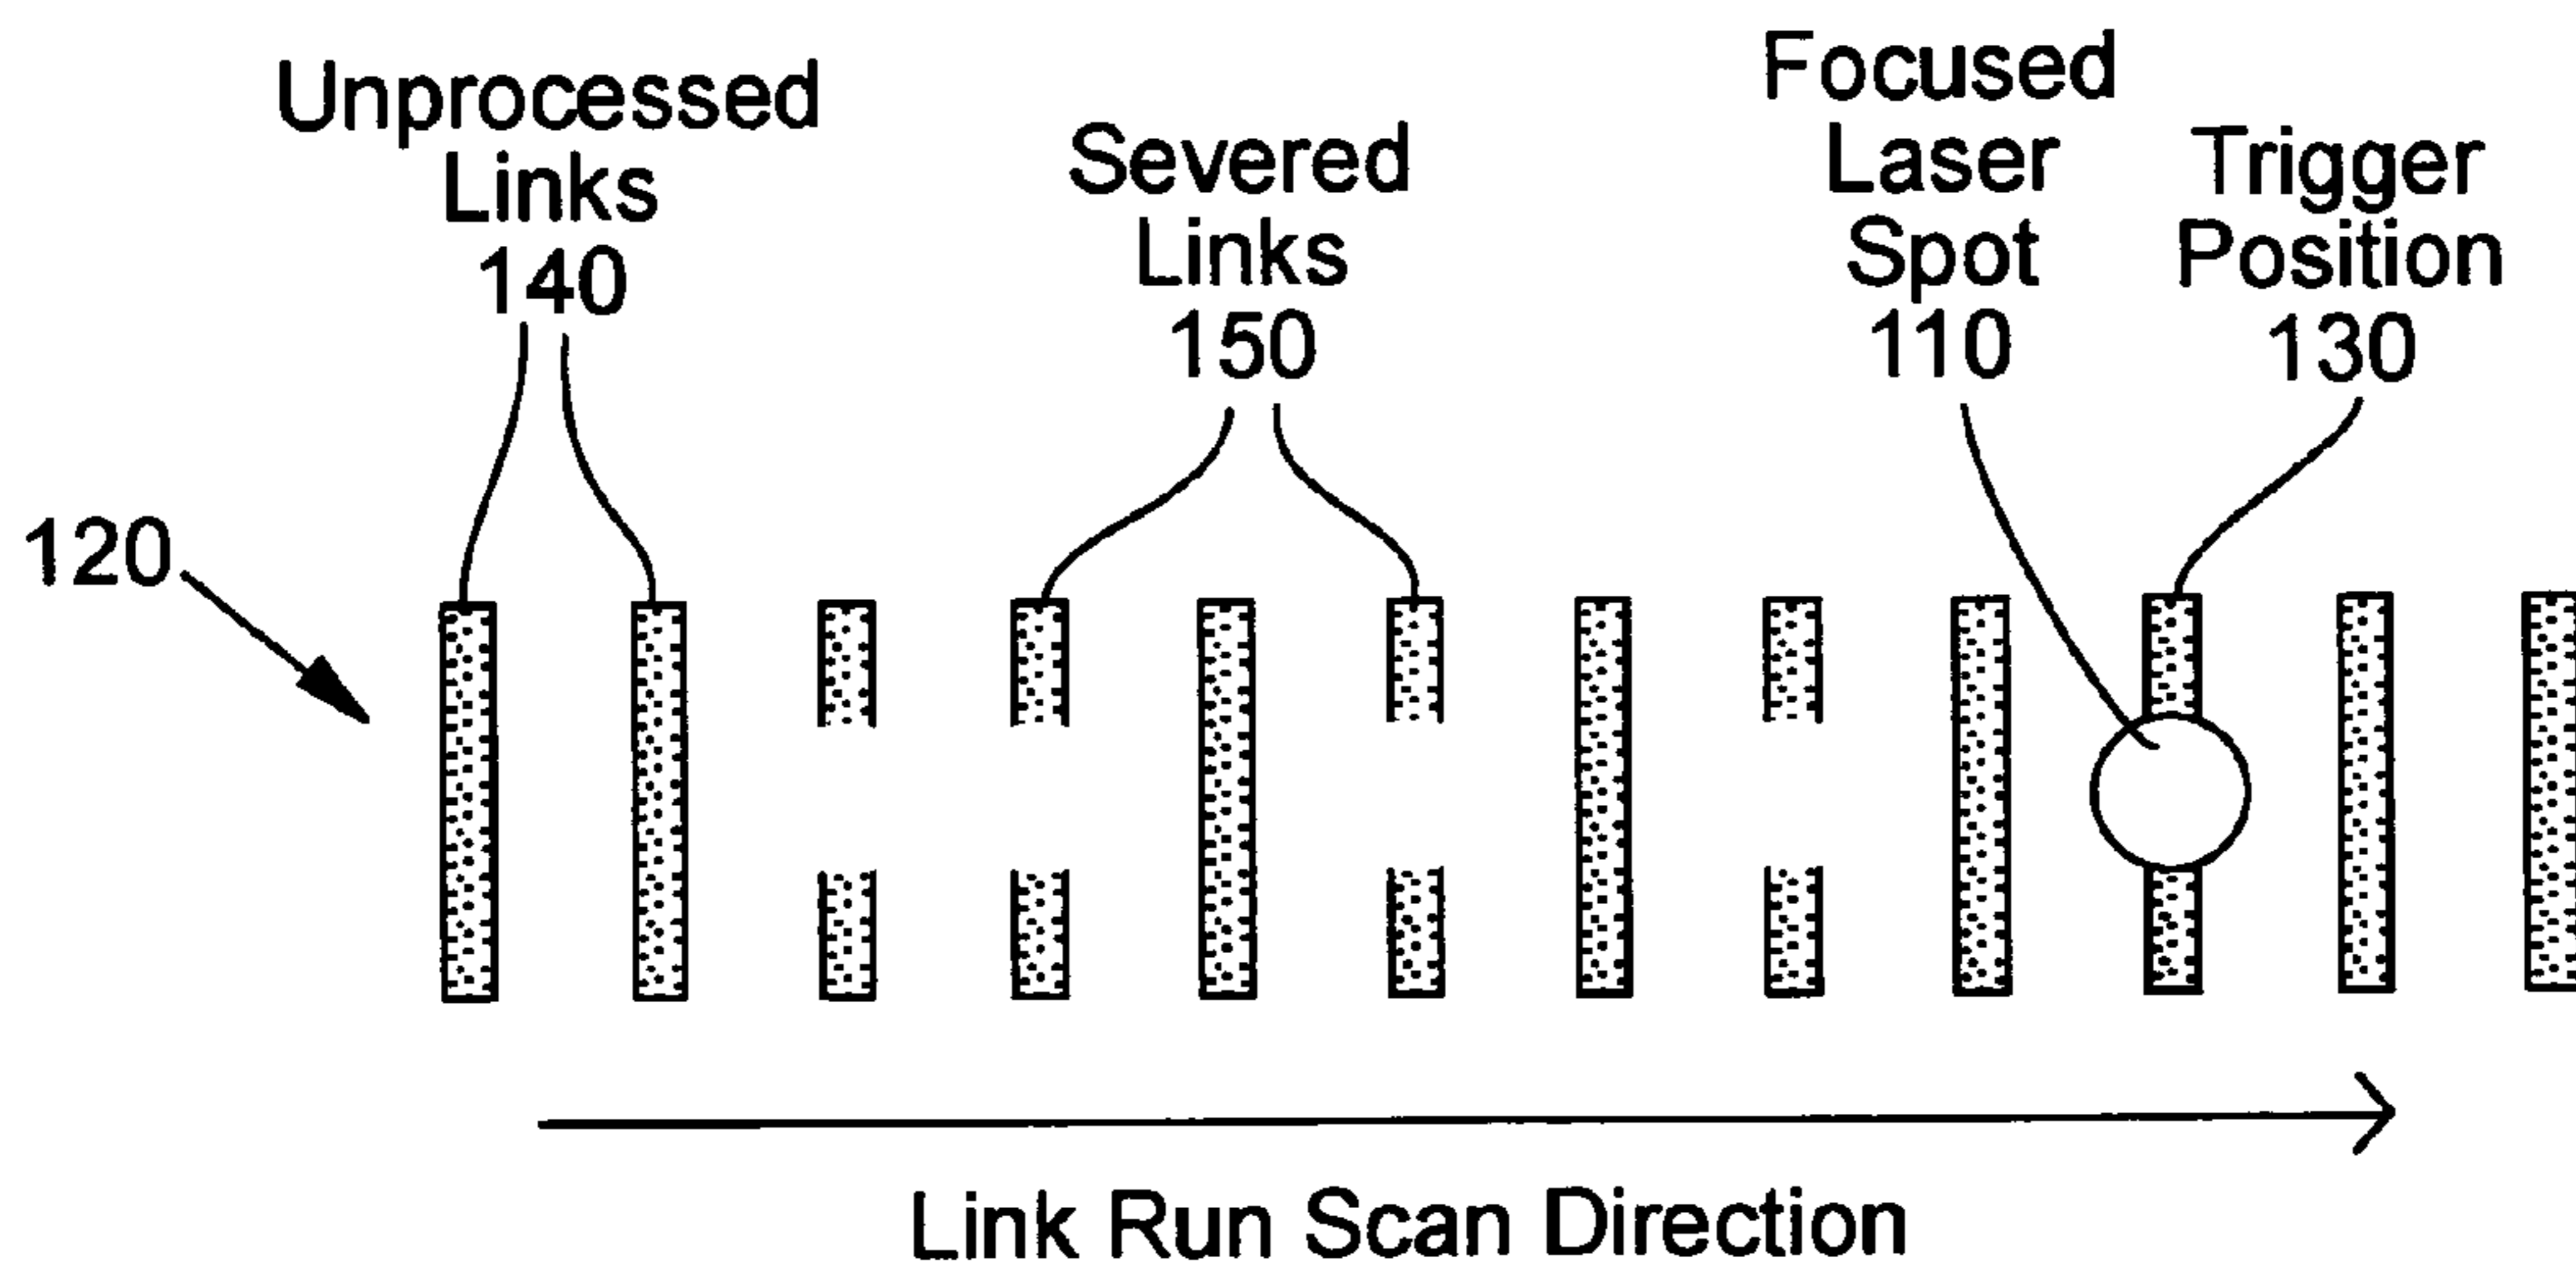 Unprocessed
Links
140
Severed
Links
150
Focused
Laser
Spot
110
Trigger
Position
130
120
Link Run Scan Direction